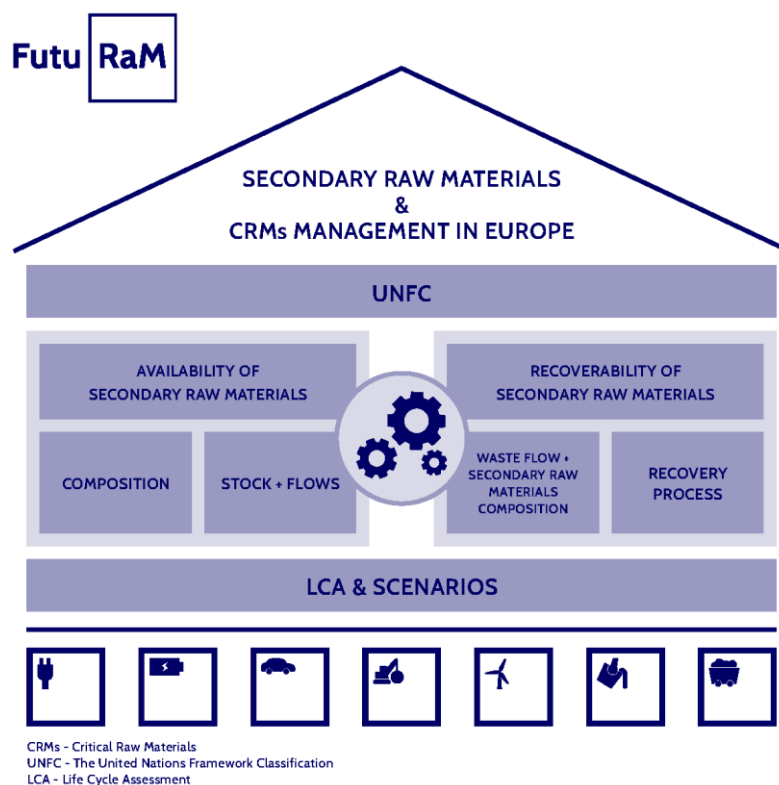 Futu RaM
SECONDARY RAW MATERIALS
&
CRMs MANAGEMENT IN EUROPE
UNFC
AVAILABILITY OF
SECONDARY RAW MATERIALS
COMPOSITION
STOCK + FLOWS
RECOVERABILITY OF
SECONDARY RAW MATERIALS
WASTE FLOW +
SECONDARY RAW
MATERIALS
COMPOSITION
RECOVERY
PROCESS
LCA & SCENARIOS
CRMs - Critical Raw Materials
UNFC - The United Nations Framework Classification
LCA - Life Cycle Assessment